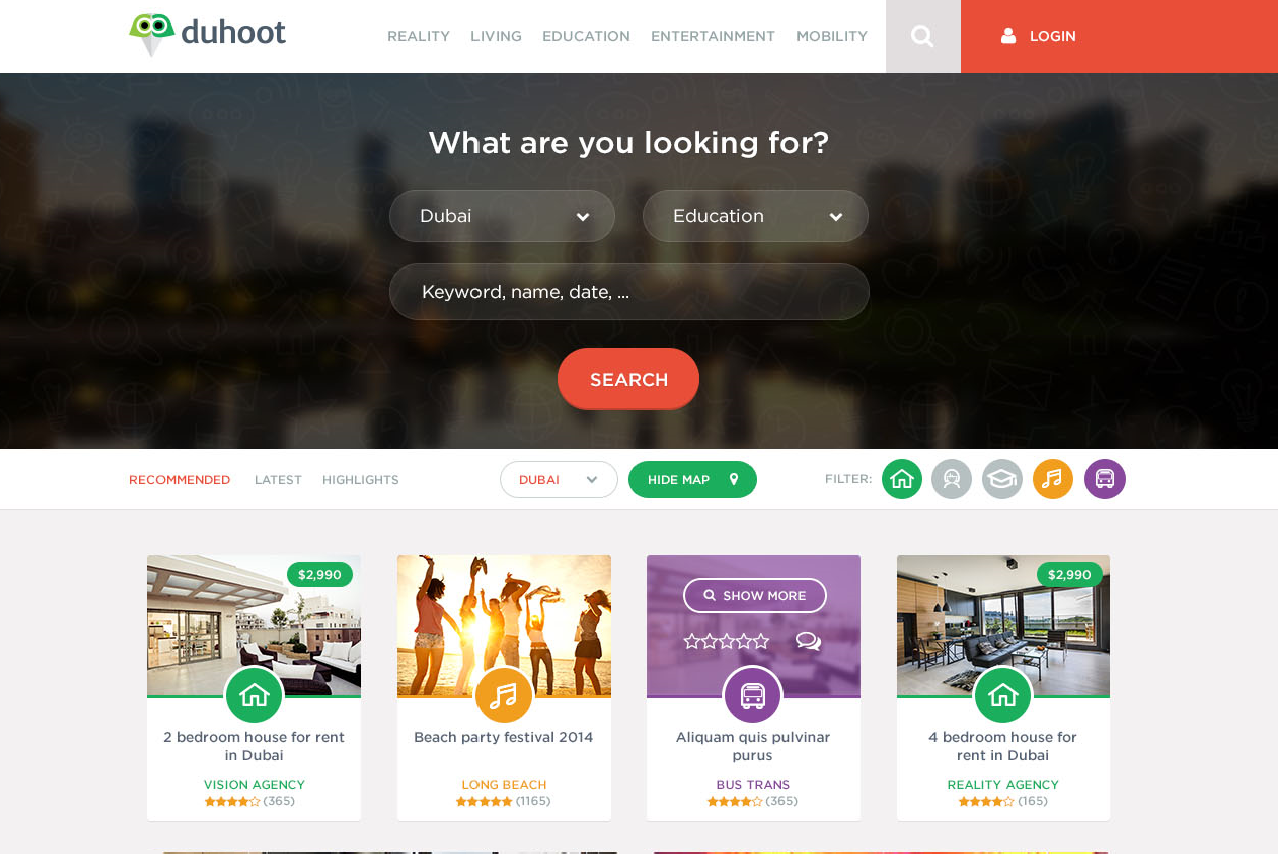 duhoot
REALITY
LIVING
EDUCATION
ENTERTAINMENT
MOBILITY
LOGIN
What are you looking for?
Dubai
Education
Keyword, name, date, ...
SEARCH
RECOMMENDED
LATEST
HIGHLIGHTS
DUBAI
HIDE MAP
FILTER:
$2,990
2 bedroom house for rent
in Dubai
VISION AGENCY
(365)
Beach party festival 2014
LONG BEACH
(1165)
SHOW MORE
Aliquam quis pulvinar
purus
BUS TRANS
(365)
$2,990
4 bedroom house for
rent in Dubai
REALITY AGENCY
(165)